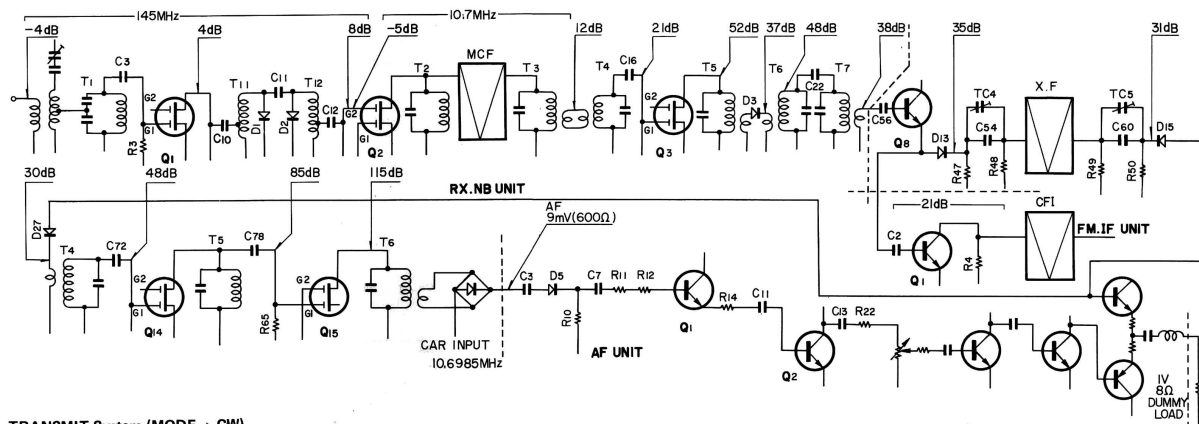 145MHz
10.7MHz
-4dB
4dB
8dB
-5dB
12dB
21dB
52dB
37dB
48dB
38dB
35dB
31dB
MCF
C3
T1
T11
C11
T12
T2
T3
T4
C16
T5
T6
T7
TC4
TC5
G2
G1
R3
Q1
C10
D1
D2
C12
G2
G1
Q2
G2
G1
Q3
D3
C22
C56
Q8
D13
C54
R47
R48
X.F
C60
D15
R49
R50
30dB
48dB
85dB
115dB
RX.NB UNIT
AF
9mV(600Ω)
21dB
CFI
FM.IF UNIT
C2
Q1
R4
D27
T4
C72
T5
C78
T6
G2
G1
Q14
R65
G2
G1
Q15
CAR INPUT
10.6985MHz
C3
D5
C7
R11
R12
R10
AF UNIT
Q1
R14
C11
Q2
C13
R22
1V
8Ω
DUMMY
LOAD
TRANSMIT System (MODE : CW)